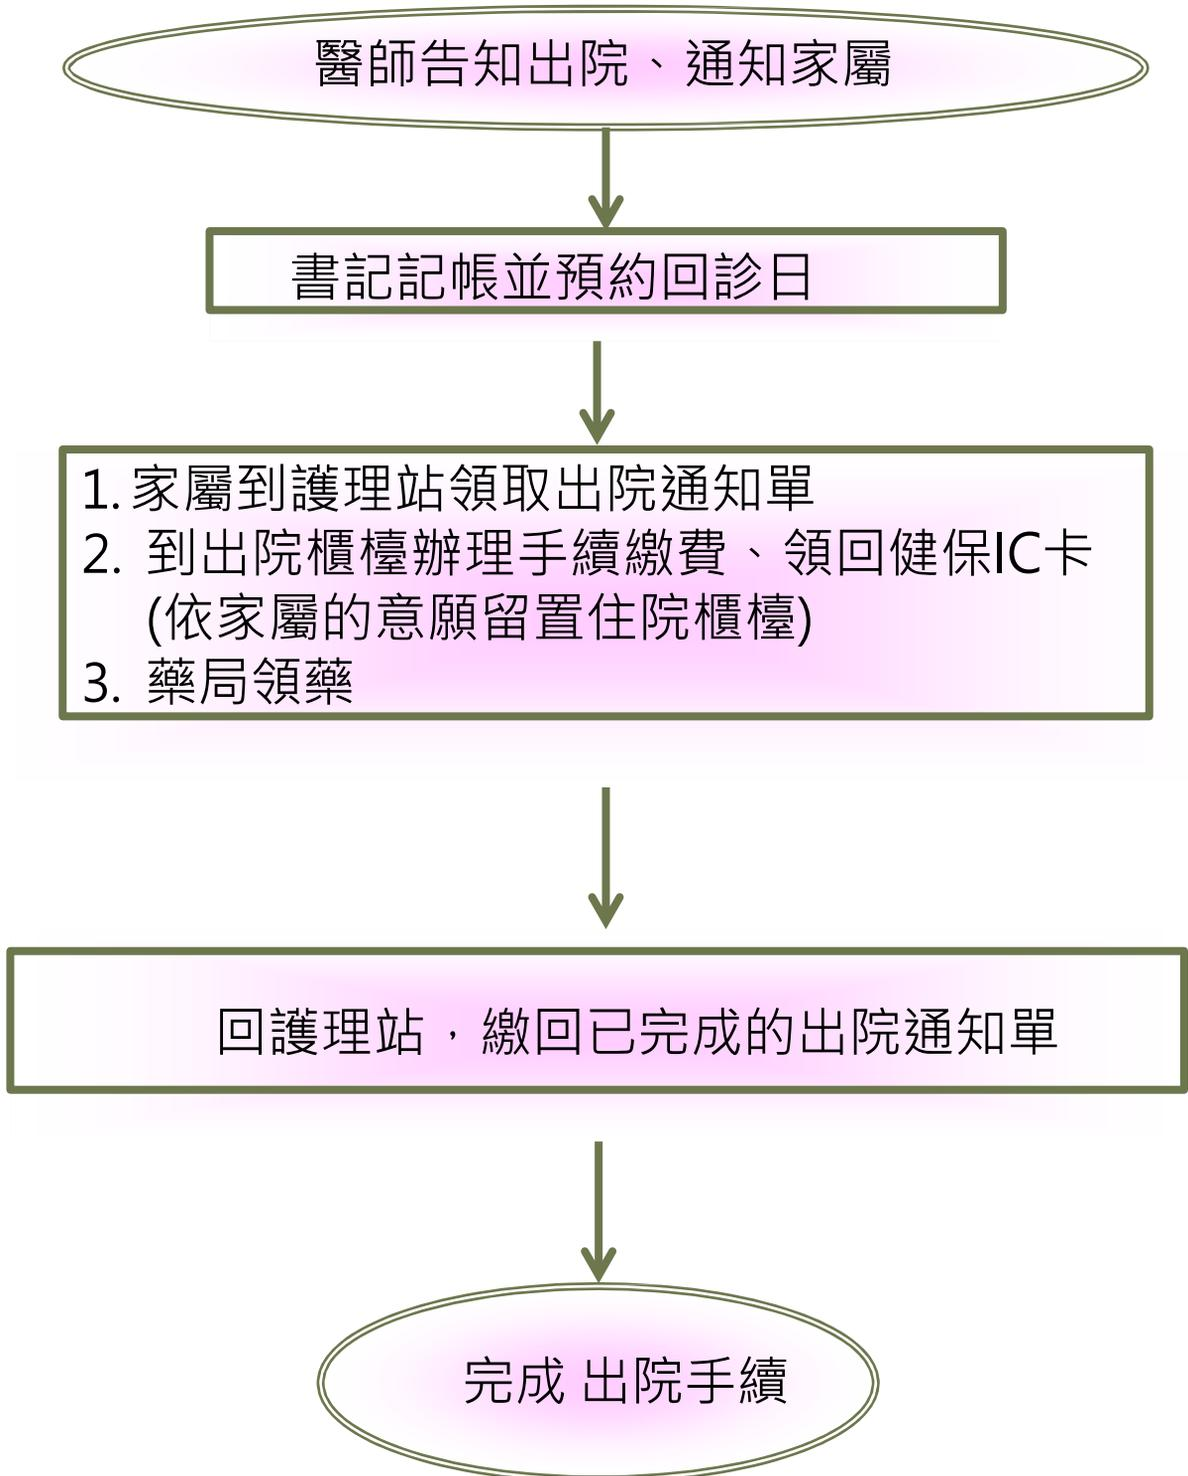 醫師告知出院、通知家屬
書記記帳並預約回診日
1. 家屬到護理站領取出院通知單
2. 到出院櫃檯辦理手續繳費、領回健保IC卡
(依家屬的意願留置住院櫃檯)
3. 藥局領藥
回護理站，繳回已完成的出院通知單
完成 出院手續